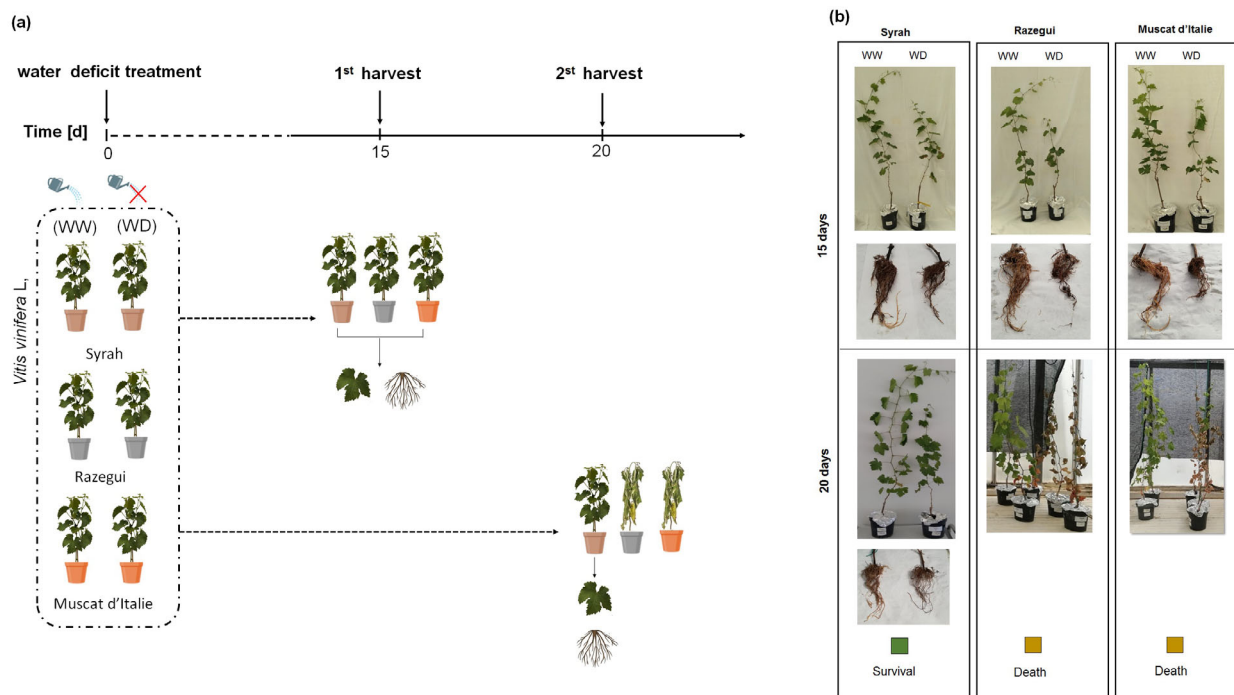 (a)
water deficit treatment
1st harvest
2st harvest
Time [d]
0
15
20
(WW)
(WD)
Vitis vinifera L,
Syrah
Razegui
Muscat d'Italie
(b)
Syrah
Razegui
Muscat d'Italie
WW
WD
WW
WD
WW
WD
15 days
20 days
Survival
Death
Death